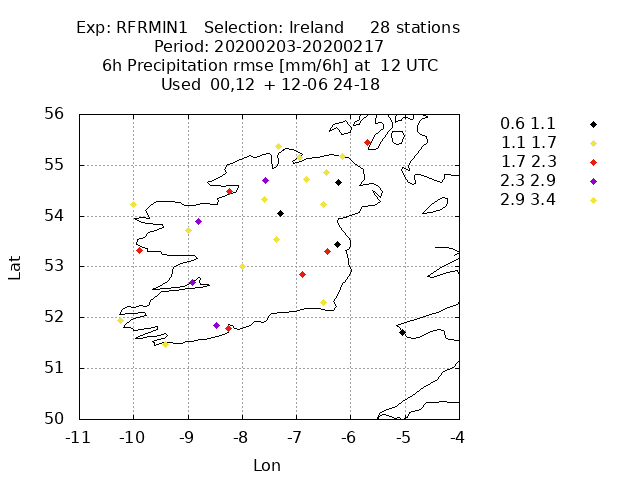 Exp: RFRMIN1   Selection: Ireland     28 stations
Period: 20200203-20200217
6h Precipitation rmse [mm/6h] at  12 UTC
Used  00,12  + 12-06 24-18
56
55
54
53
52
51
50
-11 -10 -9 -8 -7 -6 -5 -4
Lat
Lon
0.6 1.1
1.1 1.7
1.7 2.3
2.3 2.9
2.9 3.4